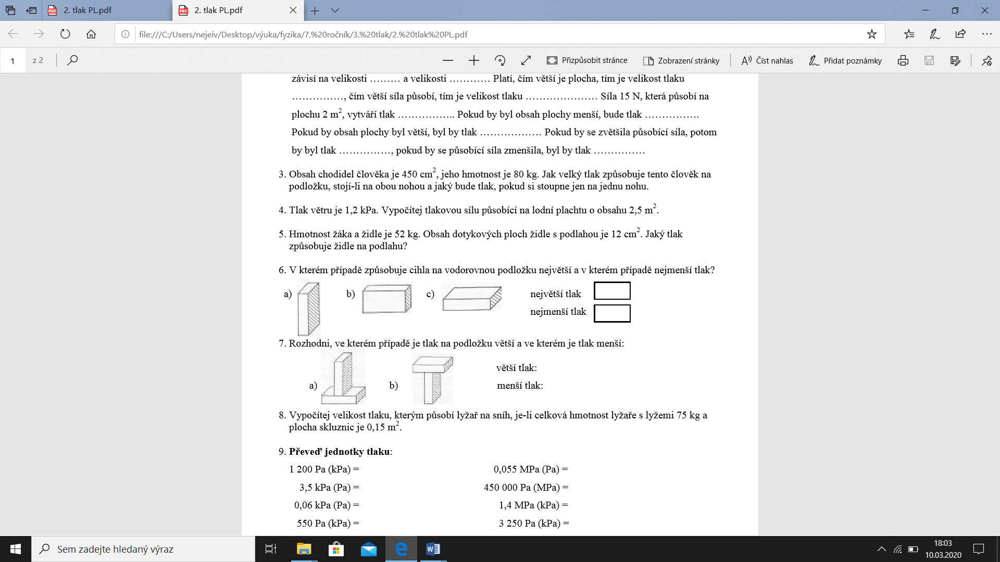 2. tlak PL.pdf
2. tlak PL.pdf
file:///C:/Users/nejeiv/Desktop/výuka/fyzika/7.%20ročník/3.%20tlak/2.%20tlak%20PL.pdf
1 z 2 Přizpůsobit stránce Zobrazení stránky Číst nahlas Přidat poznámky
závisí na velikosti ……… a velikosti ………… Platí, čím větší je plocha, tím je velikost tlaku
……………, čím větší síla působí, tím je velikost tlaku ………………… Síla 15 N, která působí na
plochu 2 m², vytváří tlak …………….. Pokud by byl obsah plochy menší, bude tlak …………….
Pokud by obsah plochy byl větší, byl by tlak ……………… Pokud by se zvětšila působící síla, potom
by byl tlak ……………, pokud by se působící síla zmenšila, byl by tlak ……………
3. Obsah chodidel člověka je 450 cm², jeho hmotnost je 80 kg. Jak velký tlak způsobuje tento člověk na
podložku, stojí-li na obou nohou a jaký bude tlak, pokud si stoupne jen na jednu nohu.
4. Tlak větru je 1,2 kPa. Vypočítej tlakovou sílu působící na lodní plachtu o obsahu 2,5 m².
5. Hmotnost žáka a židle je 52 kg. Obsah dotykových ploch židle s podlahou je 12 cm². Jaký tlak
způsobuje židle na podlahu?
6. V kterém případě způsobuje cihla na vodorovnou podložku největší a v kterém případě nejmenší tlak?
a) b) c) největší tlak
nejmenší tlak
7. Rozhodni, ve kterém případě je tlak na podložku větší a ve kterém je tlak menší:
větší tlak:
a) b) menší tlak:
8. Vypočítej velikost tlaku, kterým působí lyžař na sníh, je-li celková hmotnost lyžaře s lyžemi 75 kg a
plocha skluznic je 0,15 m².
9. Převeď jednotky tlaku:
1 200 Pa (kPa) = 0,055 MPa (Pa) =
3,5 kPa (Pa) = 450 000 Pa (MPa) =
0,06 kPa (Pa) = 1,4 MPa (kPa) =
550 Pa (kPa) = 3 250 Pa (kPa) =
Sem zadejte hledaný výraz
18:03
10.03.2020